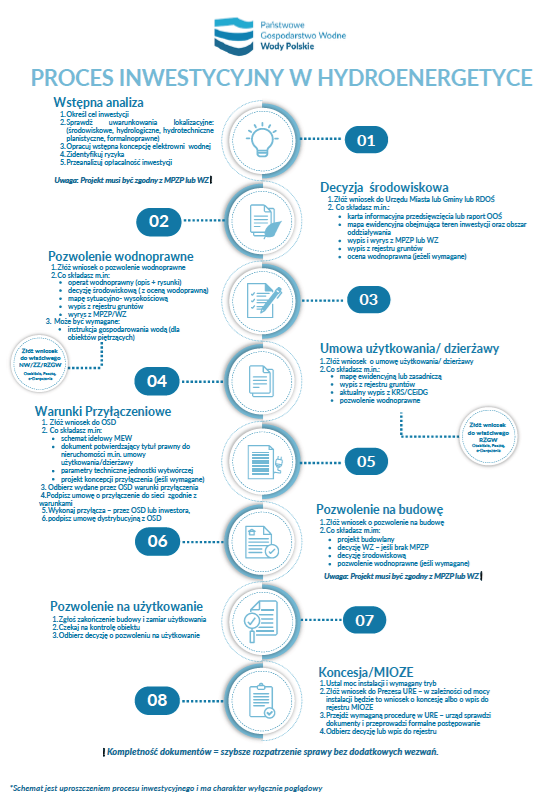 Państwowe
Gospodarstwo Wodne
Wody Polskie
PROCES INWESTYCYJNY W HYDROENERGETYCE
Wstępna analiza
1.Określ cel inwestycji
2.Sprawdź uwarunkowania lokalizacyjne:
(środowiskowe, hydrologiczne, hydrotechniczne
planistyczne, formalnoprawne)
3.Opracuj wstępną koncepcję elektrowni wodnej
4.Zidentyfikuj ryzyka
5.Przeanalizuj opłacalność inwestycji
Uwaga: Projekt musi być zgodny z MPZP lub WZ!
01
Decyzja środowiskowa
1.Złóż wniosek do Urzędu Miasta lub Gminy lub RDOŚ
2. Co składasz m.in.:
• karta informacyjna przedsięwzięcia lub raport OOŚ
• mapa ewidencyjna obejmująca teren inwestycji oraz obszar
oddziaływania
• wypis i wyrys z MPZP lub WZ
• wypis z rejestru gruntów
• ocena wodnoprawna (jeżeli wymagane)
02
Pozwolenie wodnoprawne
1.Złóż wniosek o pozwolenie wodnoprawne
2.Co składasz m.in:
• operat wodnoprawny (opis + rysunki)
• decyzję środowiskową ( z oceną wodoprawną)
• mapę sytuacyjno- wysokościową
• wypis z rejestru gruntów
• wyrys z MPZP/WZ
3. Może być wymagane:
• instrukcja gospodarowania wodą (dla
obiektów piętrzących)
03
Złóż wniosek
do właściwego
NW/ZZ/RZGW
Osobiście, Pocztą,
e-Doręczenia
Umowa użytkowania/ dzierżawy
1.Złóż wniosek o umowę użytkowania/ dzierżawy
2.Co składasz m.in.:
• mapę ewidencyjną lub zasadniczą
• wypis z rejestru gruntów
• aktualny wypis z KRS/CEiDG
• pozwolenie wodnoprawne
04
Złóż wniosek
do właściwego
RZGW
Osobiście, Pocztą,
e-Doręczenia
Warunki Przyłączeniowe
1. Złóż wniosek do OSD
2. Co składasz m.in:
• schemat ideowy MEW
• dokument potwierdzający tytuł prawny do
nieruchomości m.in. umowy
użytkowania/dzierżawy
• parametry techniczne jednostki wytwórczej
• projekt koncepcji przyłączenia (jeśli wymagane)
3. Odbierz wydane przez OSD warunki przyłączenia
4.Podpisz umowę o przyłączenie do sieci zgodnie z
warunkami
5.Wykonaj przyłącza – przez OSD lub inwestora,
6.podpisz umowę dystrybucyjną z OSD
05
Pozwolenie na budowę
1.Złóż wniosek o pozwolenie na budowę
2.Co składasz m.im:
• projekt budowlany
• decyzję WZ – jeśli brak MPZP
• decyzję środowiskową
• pozwolenie wodnoprawne (jeśli wymagane)
Uwaga: Projekt musi być zgodny z MPZP lub WZ!
06
Pozwolenie na użytkowanie
1.Zgłoś zakończenie budowy i zamiar użytkowania
2.Czekaj na kontrolę obiektu
3.Odbierz decyzję o pozwoleniu na użytkowanie
07
Koncesja/MIOZE
1.Ustal moc instalacji i wymagany tryb
2.Złóż wniosek do Prezesa URE – w zależności od mocy
instalacji będzie to wniosek o koncesję albo o wpis do
rejestru MIOZE
3.Przejdź wymaganą procedurę w URE – urząd sprawdzi
dokumenty i przeprowadzi formalne postępowanie
4.Odbierz decyzję lub wpis do rejestru
08
! Kompletność dokumentów = szybsze rozpatrzenie sprawy bez dodatkowych wezwań.
*Schemat jest uproszczeniem procesu inwestycyjnego i ma charakter wyłącznie poglądowy